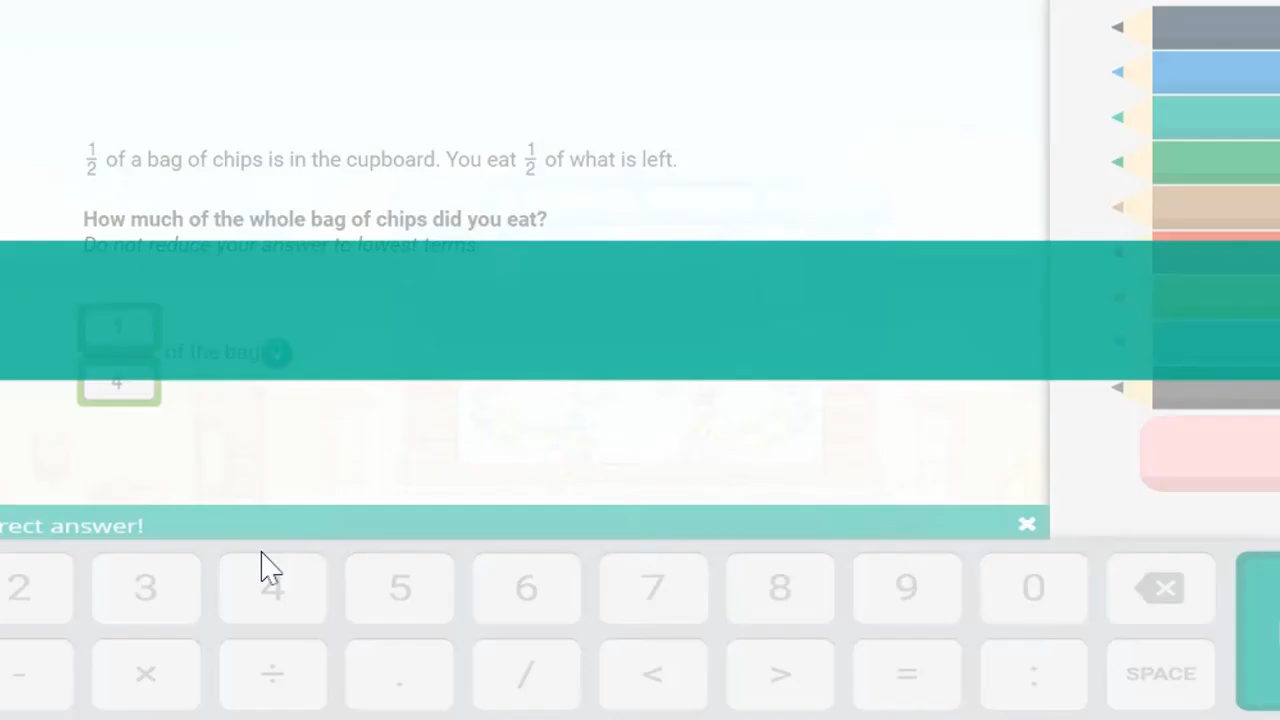 1/2 of a bag of chips is in the cupboard. You eat 1/2 of what is left.
How much of the whole bag of chips did you eat?
Do not reduce your answer to lowest terms
1
of the bag
4
rect answer!
2 3 4 5 6 7 8 9 0
- × ÷ . / < > = : SPACE